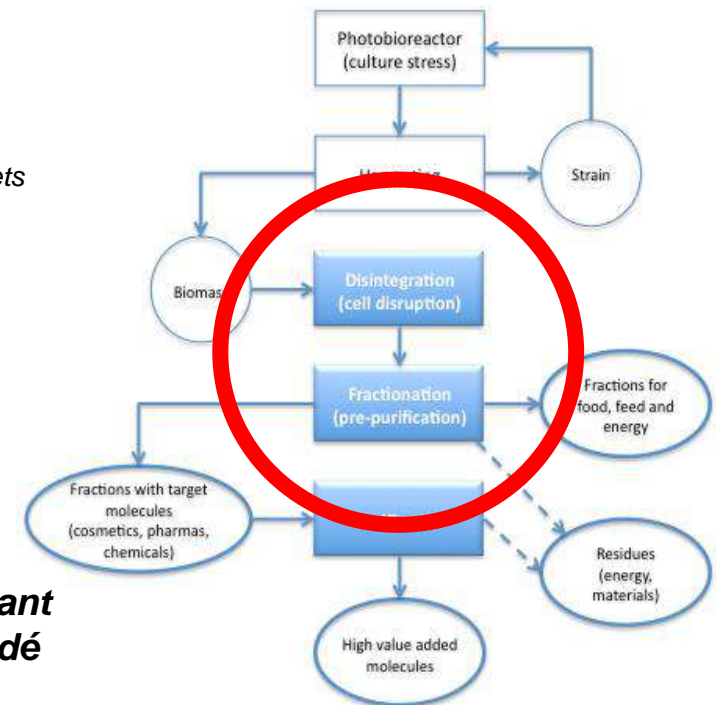 Photobioreactor
(culture stress)
ets
Strain
Disintegration
(cell disruption)
Fractionation
(pre-purification)
Fractions for
food, feed and
energy
Fractions with target
molecules
(cosmetics, pharmas,
chemicals)
Residues
(energy,
materials)
ant
dé
High value added
molecules